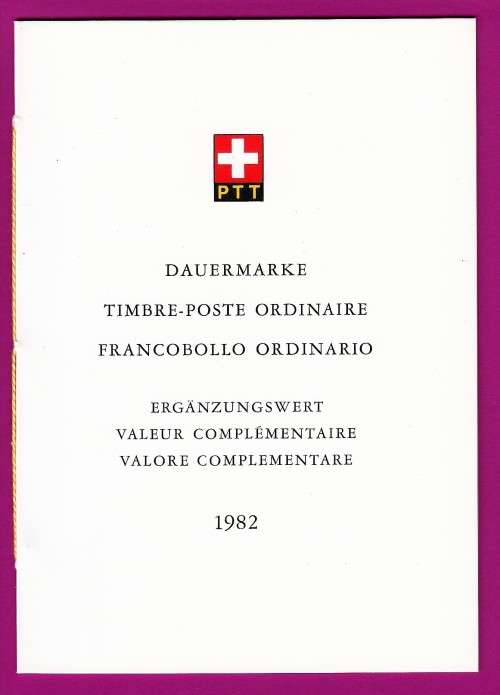 PTT
DAUERMARKE
TIMBRE-POSTE ORDINAIRE
FRANCOBOLLO ORDINARIO
ERGÄNZUNGSWERT
VALEUR COMPLÉMENTAIRE
VALORE COMPLEMENTARE
1982